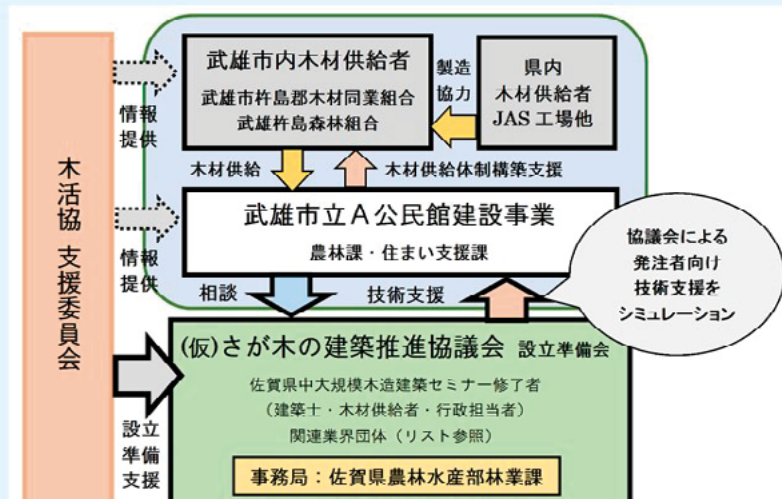 木活協 支援委員会
情報
提供
武雄市内木材供給者
武雄市杵島郡木材同業組合
武雄杵島森林組合
製造
協力
県内
木材供給者
JAS工場他
木材供給
木材供給体制構築支援
情報
提供
武雄市立A公民館建設事業
農林課・住まい支援課
相談
技術支援
協議会による
発注者向け
技術支援を
シミュレーション
設立
準備
支援
(仮)さが木の建築推進協議会 設立準備会
佐賀県中大規模木造建築セミナー修了者
(建築士・木材供給者・行政担当者)
関連業界団体(リスト参照)
事務局:佐賀県農林水産部林業課